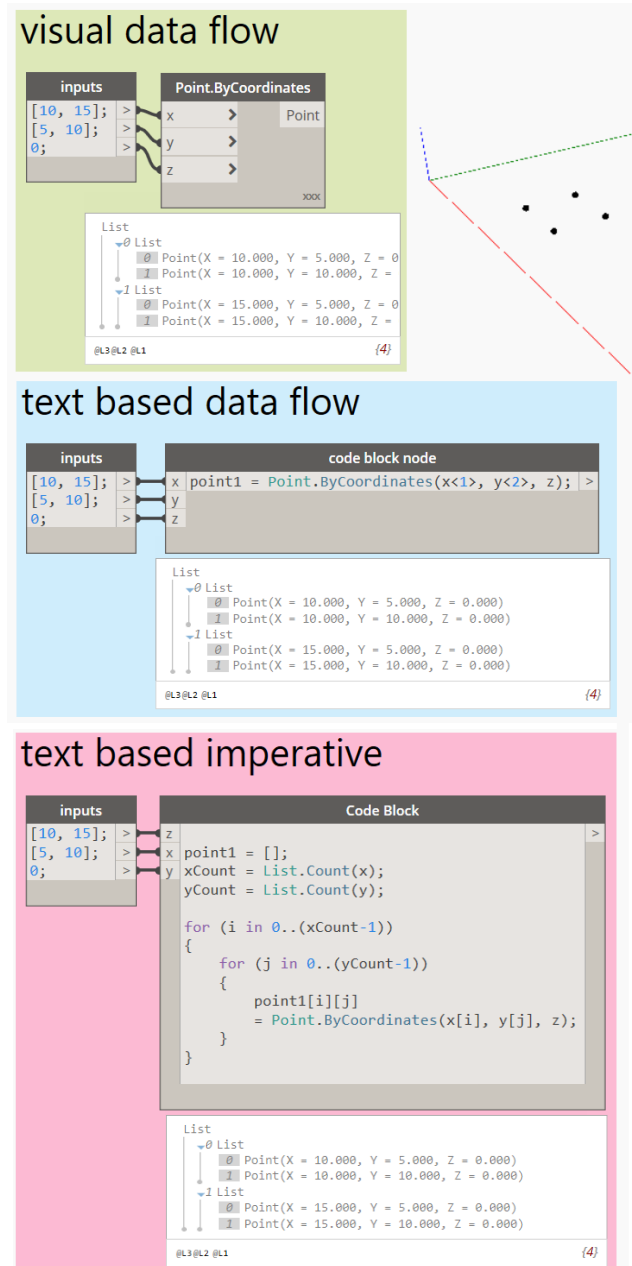 visual data flow
inputs
[10, 15]; >
[5, 10]; >
0; >
Point.ByCoordinates
x > Point
y >
z >
xxx
List
0 List
0 Point(X = 10.000, Y = 5.000, Z = 0
1 Point(X = 10.000, Y = 10.000, Z =
1 List
0 Point(X = 15.000, Y = 5.000, Z = 0
1 Point(X = 15.000, Y = 10.000, Z =
@L3 @L2 @L1 {4}
text based data flow
inputs
[10, 15]; >
[5, 10]; >
0; >
code block node
x point1 = Point.ByCoordinates(x<1>, y<2>, z); >
y
z
List
0 List
0 Point(X = 10.000, Y = 5.000, Z = 0.000)
1 Point(X = 10.000, Y = 10.000, Z = 0.000)
1 List
0 Point(X = 15.000, Y = 5.000, Z = 0.000)
1 Point(X = 15.000, Y = 10.000, Z = 0.000)
@L3 @L2 @L1 {4}
text based imperative
inputs
[10, 15]; >
[5, 10]; >
0; >
Code Block
z >
x point1 = [];
y xCount = List.Count(x);
yCount = List.Count(y);
for (i in 0..(xCount-1))
{
for (j in 0..(yCount-1))
{
point1[i][j]
= Point.ByCoordinates(x[i], y[j], z);
}
}
List
0 List
0 Point(X = 10.000, Y = 5.000, Z = 0.000)
1 Point(X = 10.000, Y = 10.000, Z = 0.000)
1 List
0 Point(X = 15.000, Y = 5.000, Z = 0.000)
1 Point(X = 15.000, Y = 10.000, Z = 0.000)
@L3 @L2 @L1 {4}